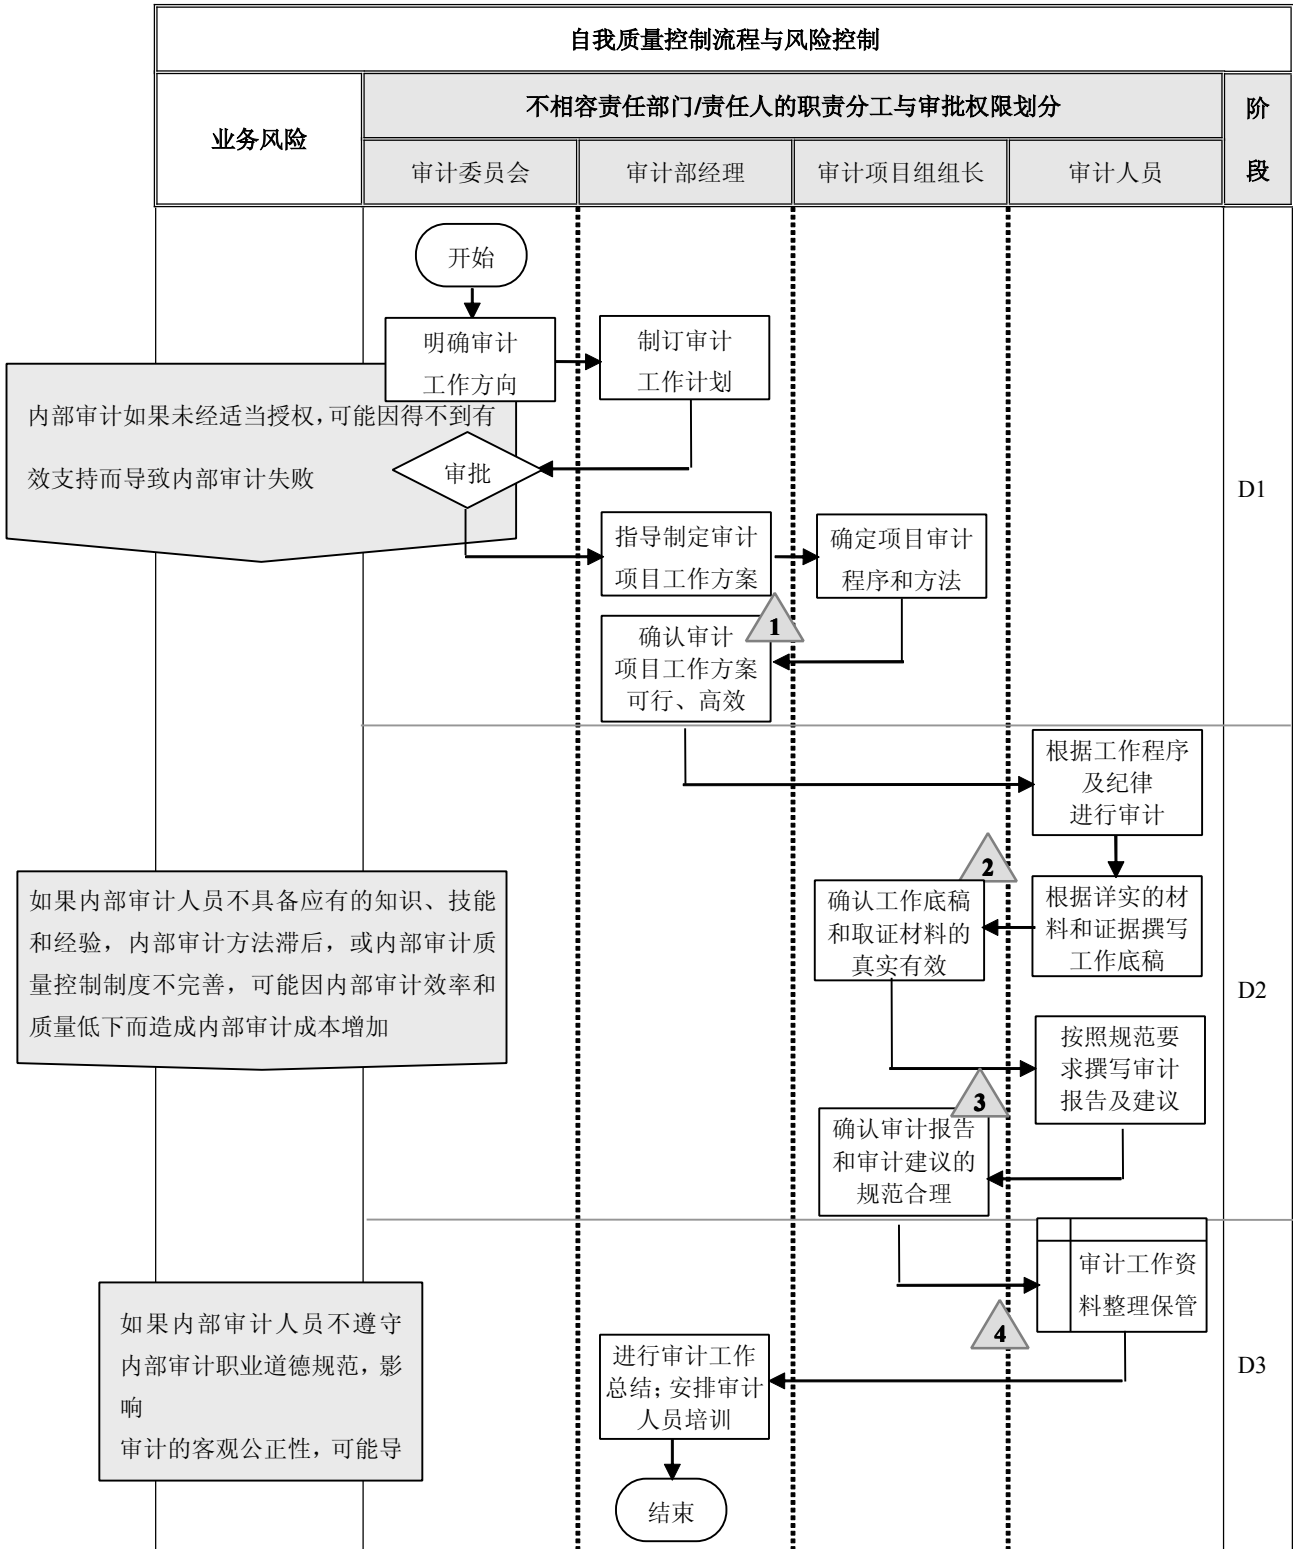 自我质量控制流程与风险控制
业务风险
不相容责任部门/责任人的职责分工与审批权限划分
阶
段
审计委员会
审计部经理
审计项目组组长
审计人员
开始
明确审计
工作方向
制订审计
工作计划
内部审计如果未经适当授权,可能因得不到有
效支持而导致内部审计失败
审批
D1
指导制定审计
项目工作方案
确定项目审计
程序和方法
1
确认审计
项目工作方案
可行、高效
根据工作程序
及纪律
进行审计
2
如果内部审计人员不具备应有的知识、技能
和经验，内部审计方法滞后，或内部审计质
量控制制度不完善，可能因内部审计效率和
质量低下而造成内部审计成本增加
确认工作底稿
和取证材料的
真实有效
根据详实的材
料和证据撰写
工作底稿
D2
按照规范要
求撰写审计
报告及建议
3
确认审计报告
和审计建议的
规范合理
审计工作资
料整理保管
4
如果内部审计人员不遵守
内部审计职业道德规范，影
响
审计的客观公正性，可能导
进行审计工作
总结；安排审计
人员培训
D3
结束